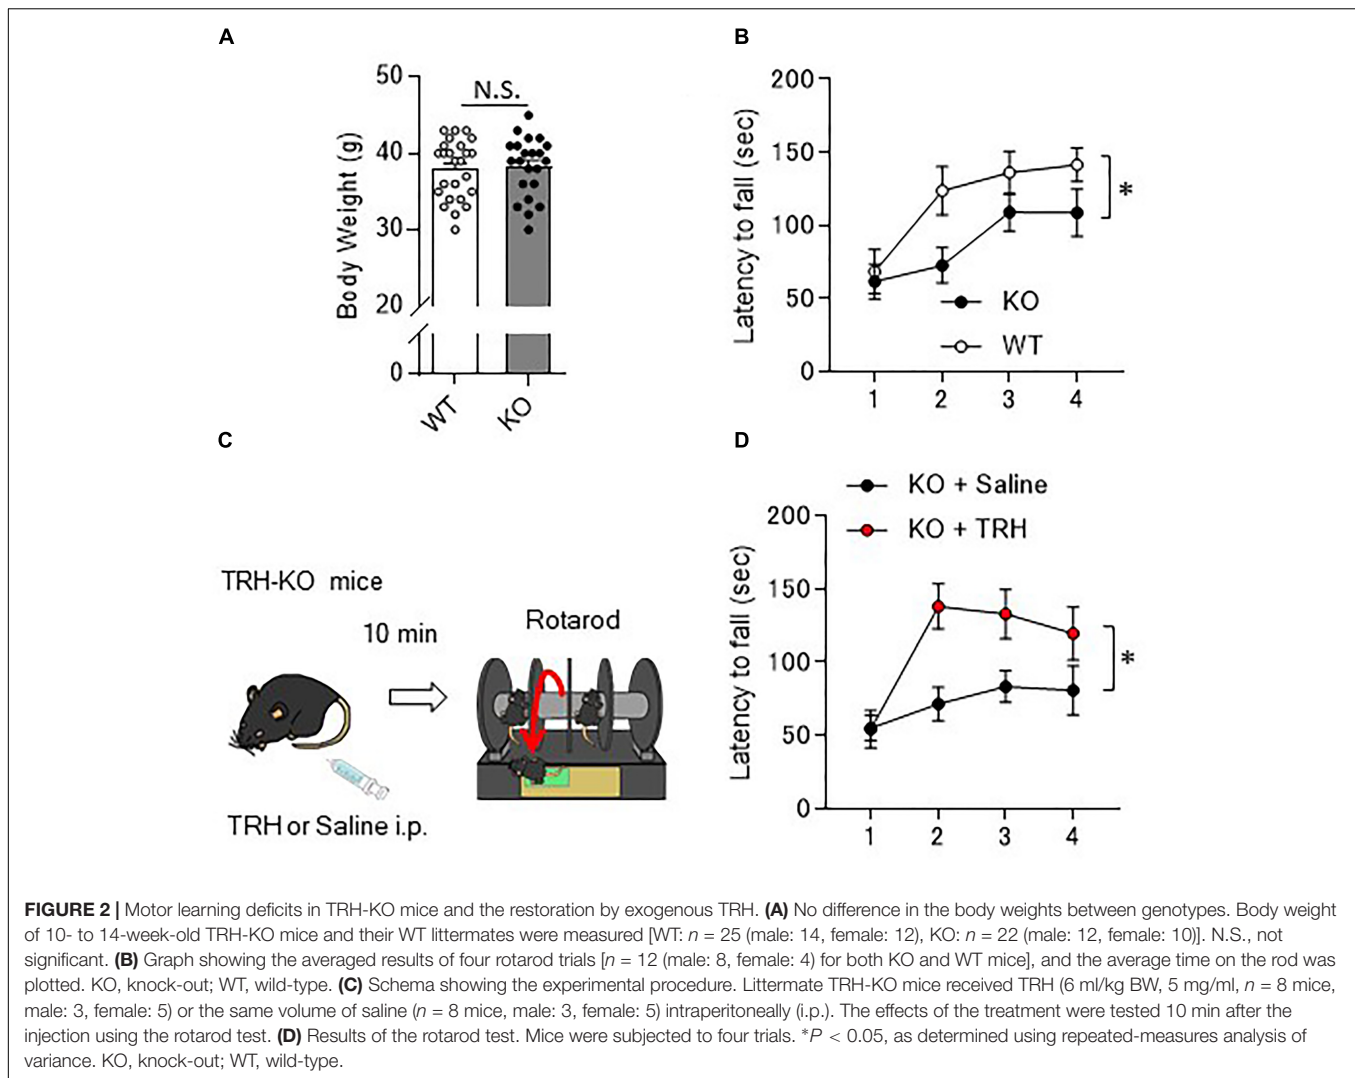 A
50
N.S.
40
30
20
0
Body Weight (g)
WT
KO
B
200
150
100
50
0
Latency to fall (sec)
*
KO
WT
1 2 3 4
C
TRH-KO mice
10 min
Rotarod
TRH or Saline i.p.
D
KO + Saline
KO + TRH
200
150
100
50
0
Latency to fall (sec)
*
1 2 3 4
FIGURE 2 | Motor learning deficits in TRH-KO mice and the restoration by exogenous TRH. (A) No difference in the body weights between genotypes. Body weight
of 10- to 14-week-old TRH-KO mice and their WT littermates were measured [WT: n = 25 (male: 14, female: 12), KO: n = 22 (male: 12, female: 10)]. N.S., not
significant. (B) Graph showing the averaged results of four rotarod trials [n = 12 (male: 8, female: 4) for both KO and WT mice], and the average time on the rod was
plotted. KO, knock-out; WT, wild-type. (C) Schema showing the experimental procedure. Littermate TRH-KO mice received TRH (6 ml/kg BW, 5 mg/ml, n = 8 mice,
male: 3, female: 5) or the same volume of saline (n = 8 mice, male: 3, female: 5) intraperitoneally (i.p.). The effects of the treatment were tested 10 min after the
injection using the rotarod test. (D) Results of the rotarod test. Mice were subjected to four trials. *P < 0.05, as determined using repeated-measures analysis of
variance. KO, knock-out; WT, wild-type.